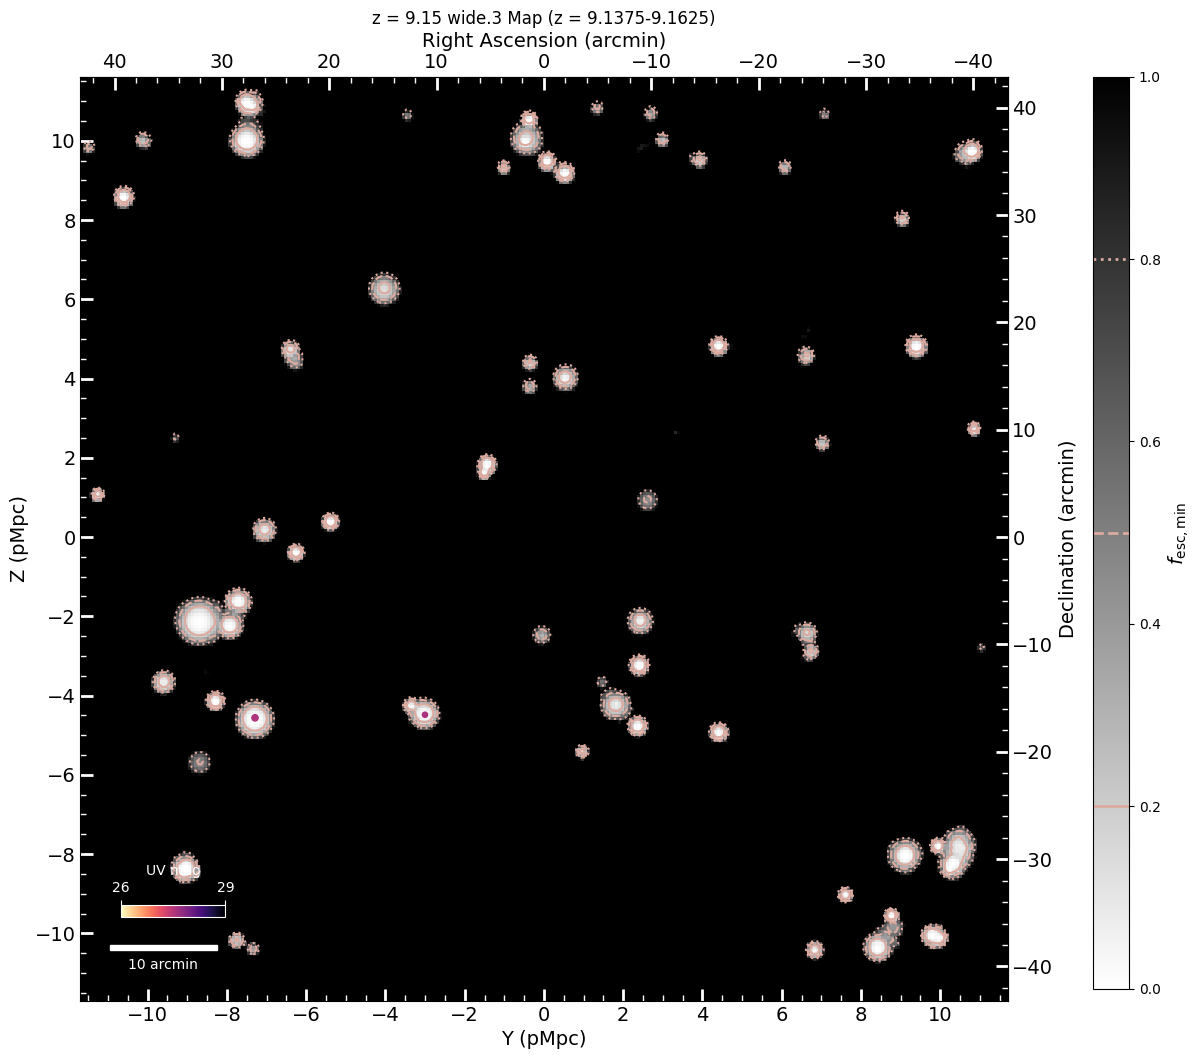 z = 9.15 wide.3 Map (z = 9.1375-9.1625)
Right Ascension (arcmin)
40 30 20 10 0 −10 −20 −30 −40
10
8
6
4
2
0
−2
−4
−6
−8
−10
Z (pMpc)
40
30
20
10
0
−10
−20
−30
−40
Declination (arcmin)
1.0
0.8
0.6
0.4
0.2
0.0
fesc,min
UV mag
26 29
10 arcmin
−10 −8 −6 −4 −2 0 2 4 6 8 10
Y (pMpc)